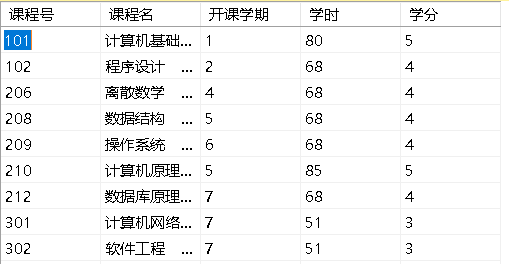 课程号 课程名 开课学期 学时 学分
101 计算机基础... 1 80 5
102 程序设计 ... 2 68 4
206 离散数学 ... 4 68 4
208 数据结构 ... 5 68 4
209 操作系统 ... 6 68 4
210 计算机原理... 5 85 5
212 数据库原理... 7 68 4
301 计算机网络... 7 51 3
302 软件工程 ... 7 51 3